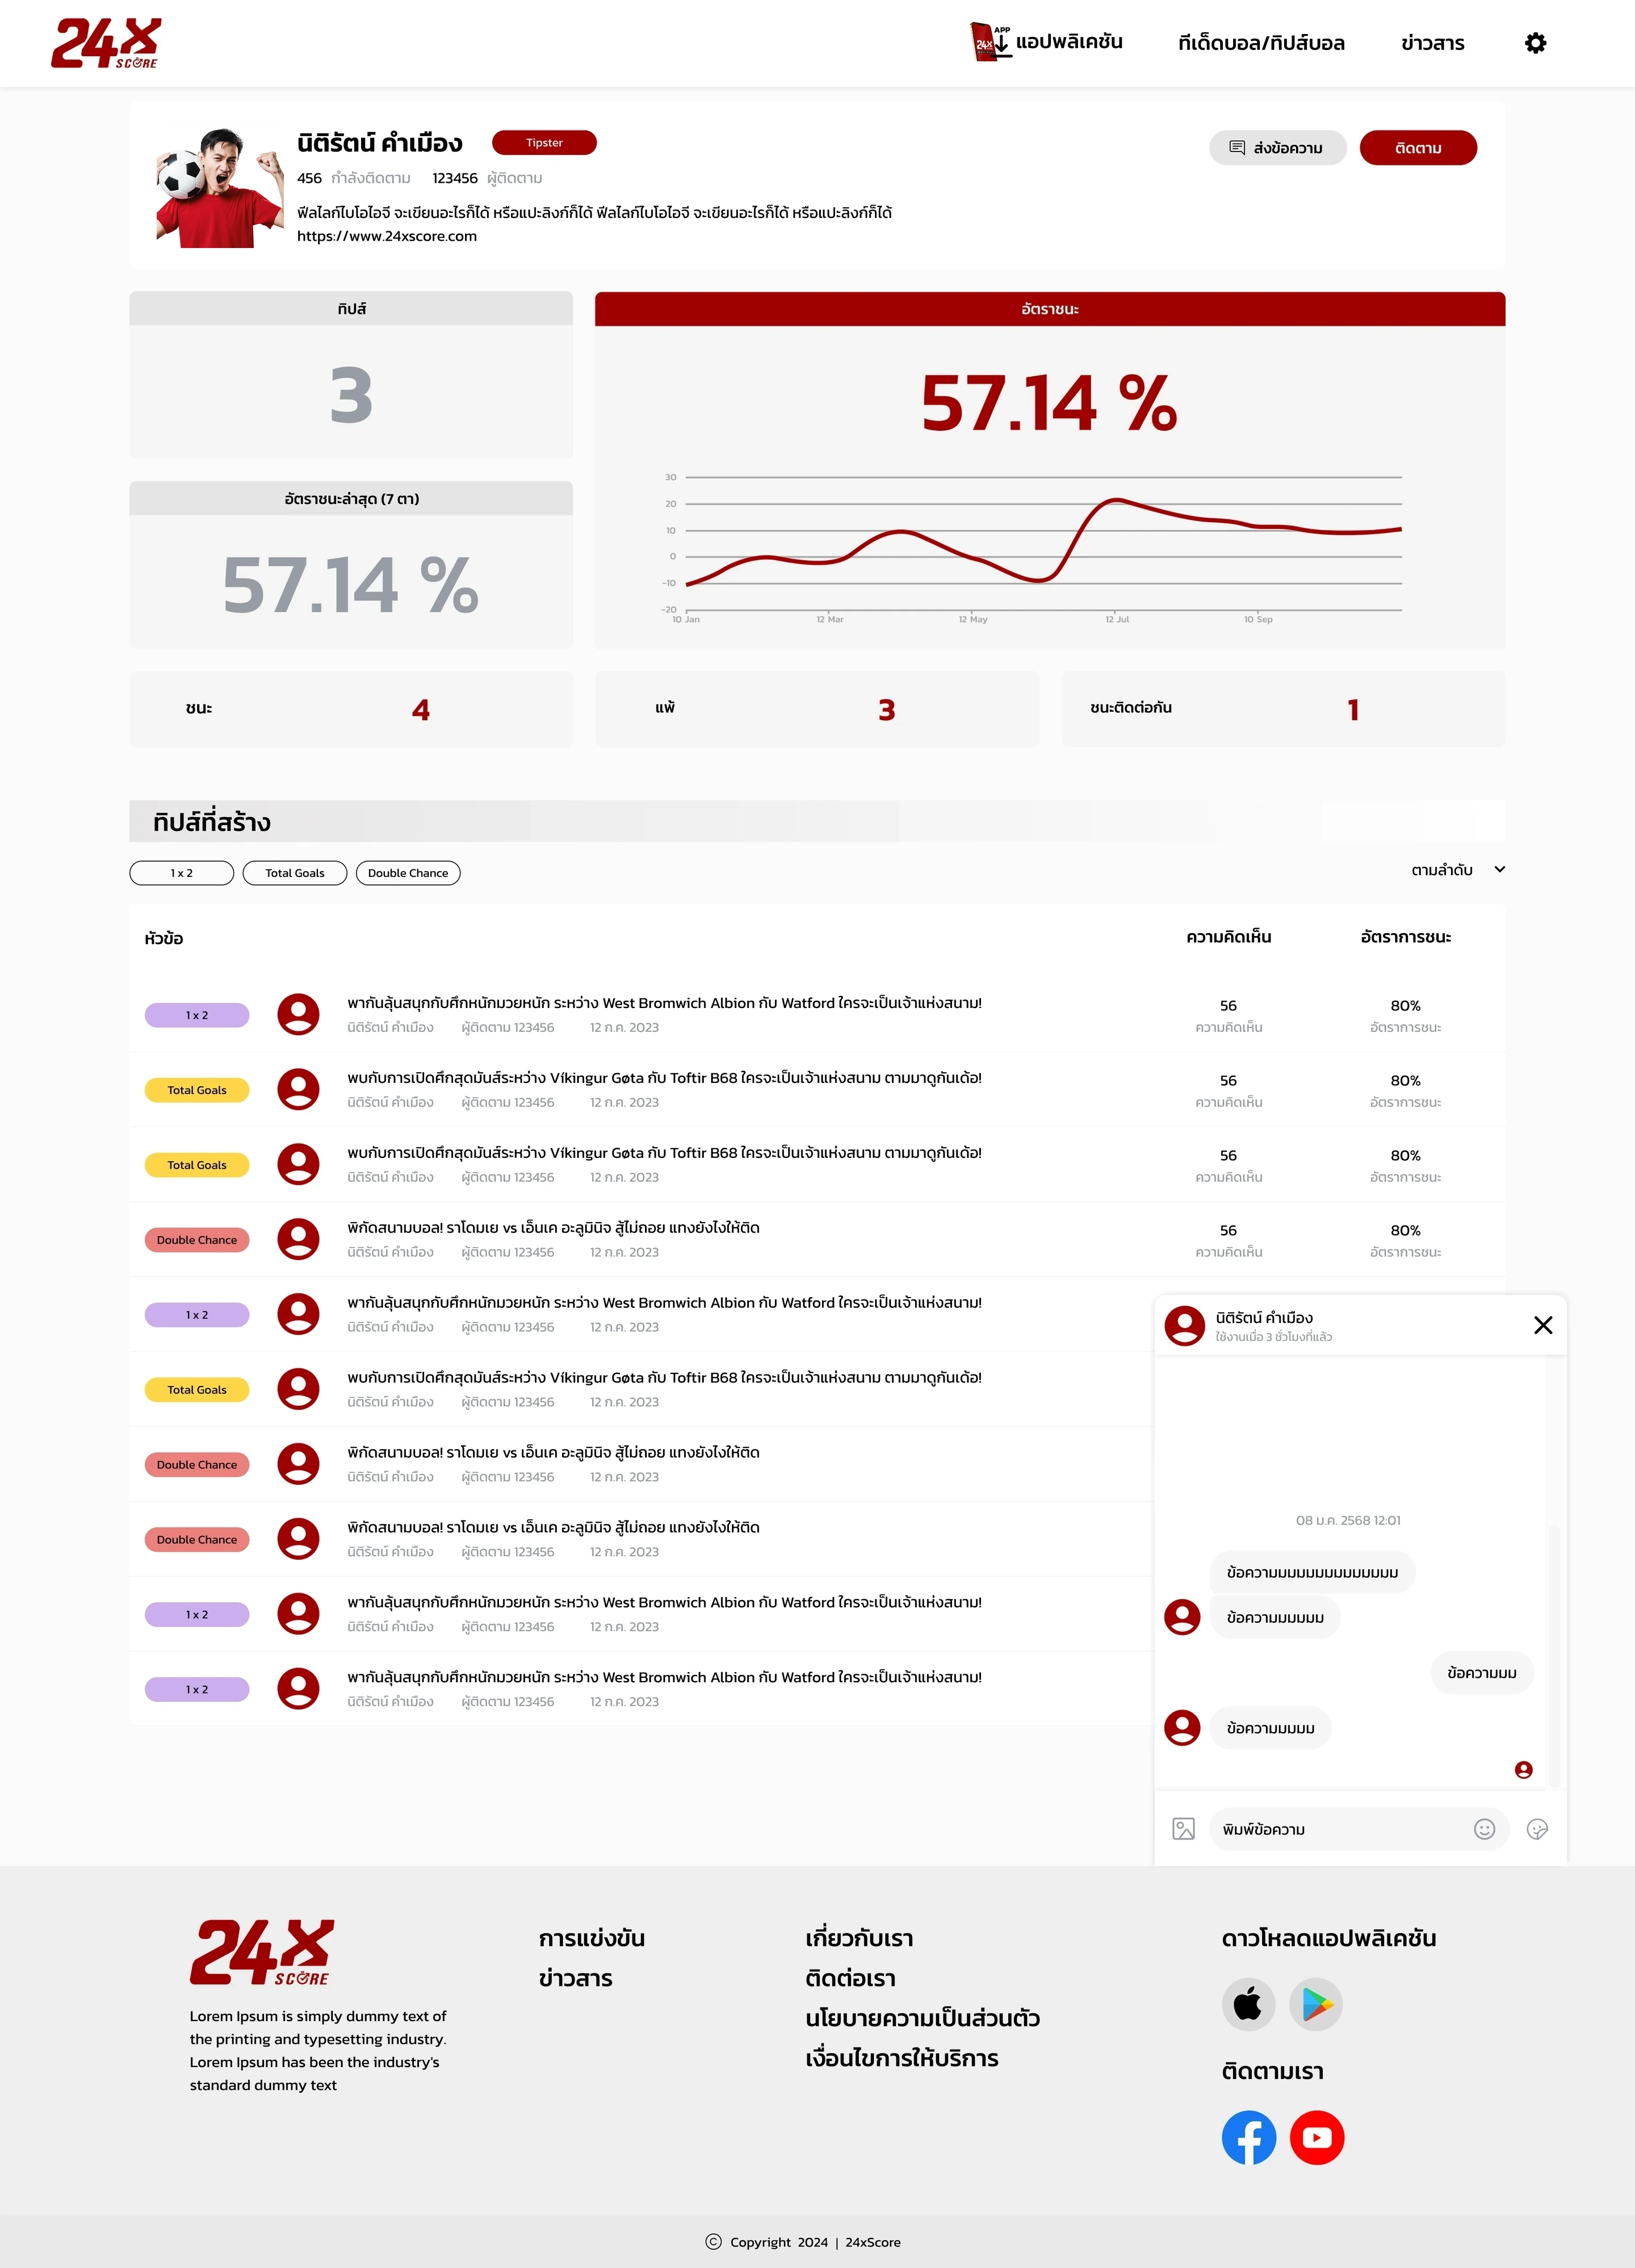 24x SCORE
24x APP แอปพลิเคชัน ทีเด็ดบอล/ทิปส์บอล ข่าวสาร
นิติรัตน์ คำเมือง Tipster ส่งข้อความ ติดตาม
456 กำลังติดตาม 123456 ผู้ติดตาม
ฟีลไลก์ไบโอไอจี จะเขียนอะไรก็ได้ หรือแปะลิงก์ก็ได้ ฟีลไลก์ไบโอไอจี จะเขียนอะไรก็ได้ หรือแปะลิงก์ก็ได้
https://www.24xscore.com
ทิปส์
3
อัตราชนะล่าสุด (7 ตา)
57.14 %
อัตราชนะ
57.14 %
30
20
10
0
-10
-20
10 Jan 12 Mar 12 May 12 Jul 10 Sep
ชนะ 4
แพ้ 3
ชนะติดต่อกัน 1
ทิปส์ที่สร้าง
1 x 2 Total Goals Double Chance ตามลำดับ
หัวข้อ ความคิดเห็น อัตราการชนะ
1 x 2 พากันลุ้นสนุกกับศึกหนักมวยหนัก ระหว่าง West Bromwich Albion กับ Watford ใครจะเป็นเจ้าแห่งสนาม! 56 80%
นิติรัตน์ คำเมือง ผู้ติดตาม 123456 12 ก.ค. 2023 ความคิดเห็น อัตราการชนะ
Total Goals พบกับการเปิดศึกสุดมันส์ระหว่าง Víkingur Gøta กับ Toftir B68 ใครจะเป็นเจ้าแห่งสนาม ตามมาดูกันเด้อ! 56 80%
นิติรัตน์ คำเมือง ผู้ติดตาม 123456 12 ก.ค. 2023 ความคิดเห็น อัตราการชนะ
Total Goals พบกับการเปิดศึกสุดมันส์ระหว่าง Víkingur Gøta กับ Toftir B68 ใครจะเป็นเจ้าแห่งสนาม ตามมาดูกันเด้อ! 56 80%
นิติรัตน์ คำเมือง ผู้ติดตาม 123456 12 ก.ค. 2023 ความคิดเห็น อัตราการชนะ
Double Chance พิกัดสนามบอล! ราโดมเย vs เอ็นเค อะลูมินิจ สู้ไม่ถอย แทงยังไงให้ติด 56 80%
นิติรัตน์ คำเมือง ผู้ติดตาม 123456 12 ก.ค. 2023 ความคิดเห็น อัตราการชนะ
1 x 2 พากันลุ้นสนุกกับศึกหนักมวยหนัก ระหว่าง West Bromwich Albion กับ Watford ใครจะเป็นเจ้าแห่งสนาม!
นิติรัตน์ คำเมือง ผู้ติดตาม 123456 12 ก.ค. 2023
Total Goals พบกับการเปิดศึกสุดมันส์ระหว่าง Víkingur Gøta กับ Toftir B68 ใครจะเป็นเจ้าแห่งสนาม ตามมาดูกันเด้อ!
นิติรัตน์ คำเมือง ผู้ติดตาม 123456 12 ก.ค. 2023
Double Chance พิกัดสนามบอล! ราโดมเย vs เอ็นเค อะลูมินิจ สู้ไม่ถอย แทงยังไงให้ติด
นิติรัตน์ คำเมือง ผู้ติดตาม 123456 12 ก.ค. 2023
Double Chance พิกัดสนามบอล! ราโดมเย vs เอ็นเค อะลูมินิจ สู้ไม่ถอย แทงยังไงให้ติด
นิติรัตน์ คำเมือง ผู้ติดตาม 123456 12 ก.ค. 2023
1 x 2 พากันลุ้นสนุกกับศึกหนักมวยหนัก ระหว่าง West Bromwich Albion กับ Watford ใครจะเป็นเจ้าแห่งสนาม!
นิติรัตน์ คำเมือง ผู้ติดตาม 123456 12 ก.ค. 2023
1 x 2 พากันลุ้นสนุกกับศึกหนักมวยหนัก ระหว่าง West Bromwich Albion กับ Watford ใครจะเป็นเจ้าแห่งสนาม!
นิติรัตน์ คำเมือง ผู้ติดตาม 123456 12 ก.ค. 2023
นิติรัตน์ คำเมือง
ใช้งานเมื่อ 3 ชั่วโมงที่แล้ว
08 ม.ค. 2568 12:01
ข้อความมมมมมมมมมมมมม
ข้อความมมมมม
ข้อความมม
ข้อความมมมม
พิมพ์ข้อความ
24x SCORE
Lorem Ipsum is simply dummy text of
the printing and typesetting industry.
Lorem Ipsum has been the industry's
standard dummy text
การแข่งขัน
ข่าวสาร
เกี่ยวกับเรา
ติดต่อเรา
นโยบายความเป็นส่วนตัว
เงื่อนไขการให้บริการ
ดาวโหลดแอปพลิเคชัน
ติดตามเรา
© Copyright 2024 | 24xScore